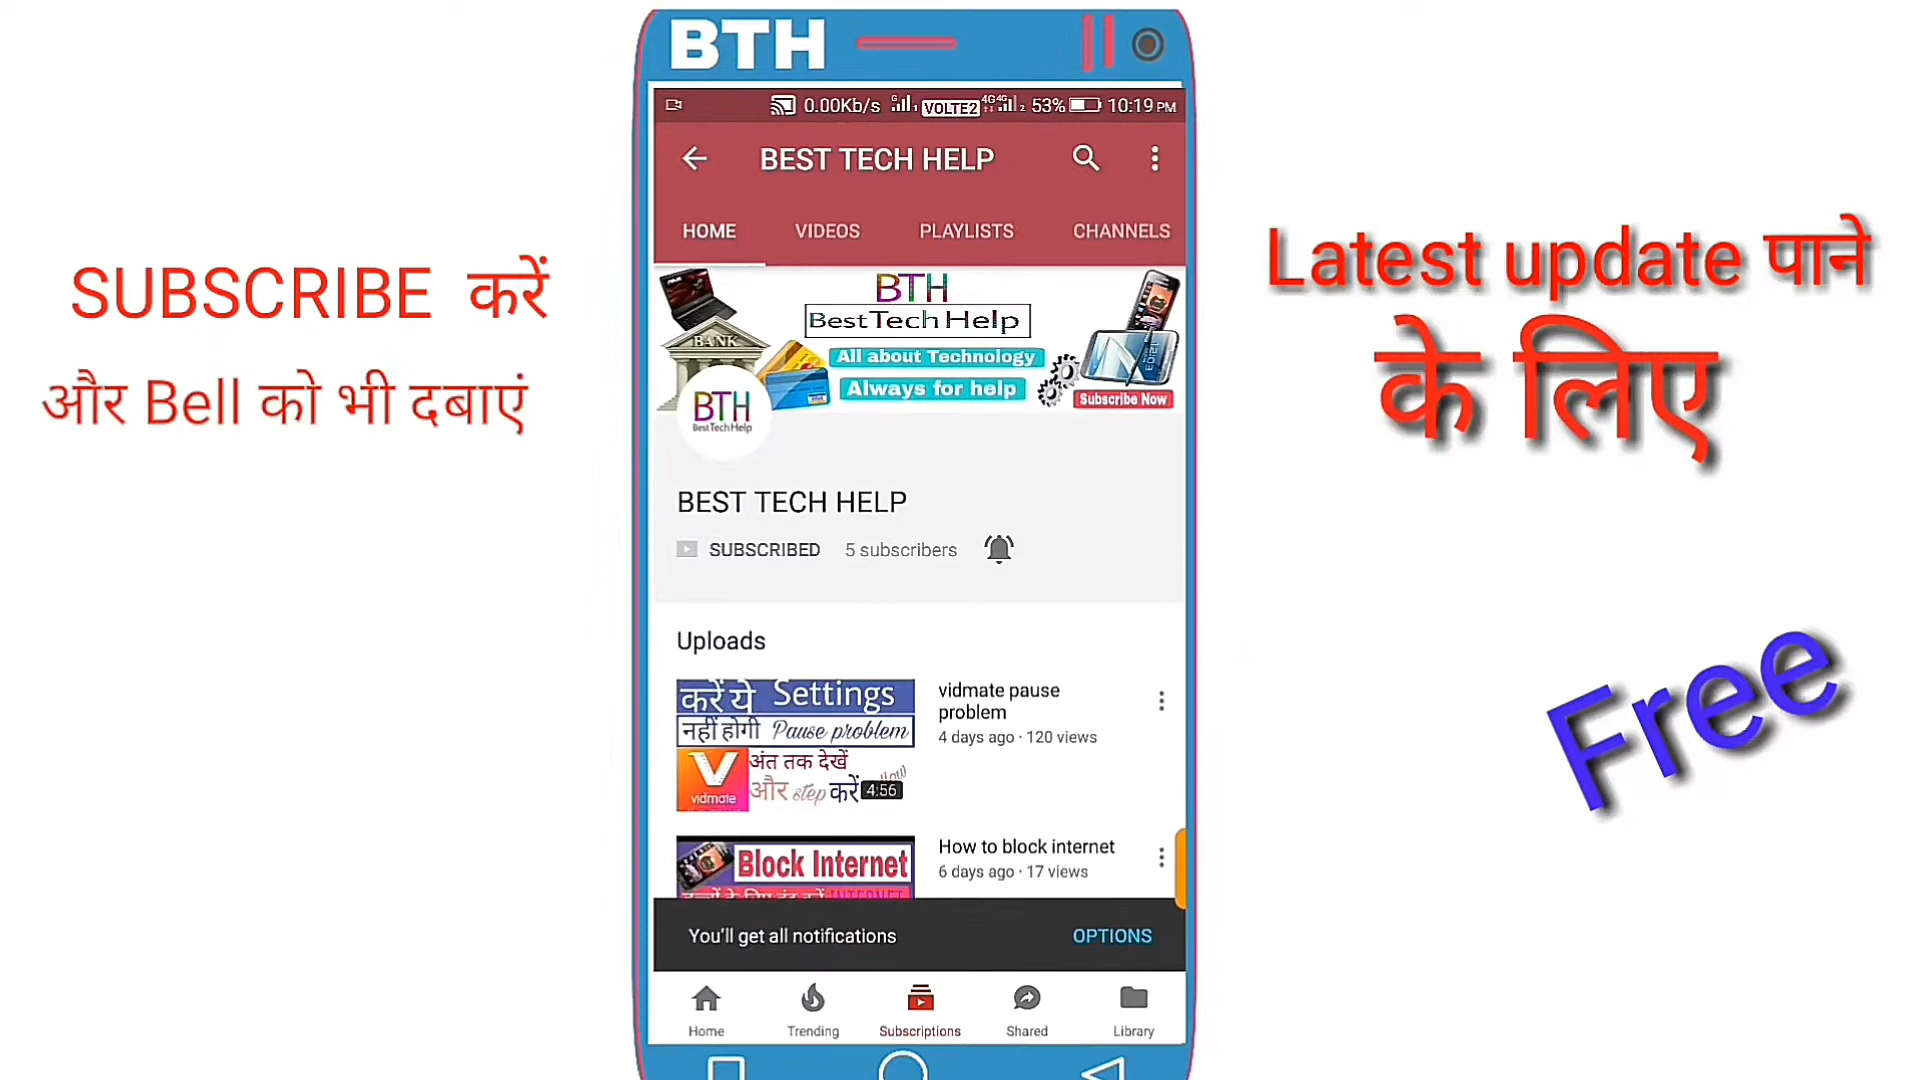 BTH
0.00Kb/s VOLTE2 4G4G 2 53% 10:19 PM
BEST TECH HELP
HOME VIDEOS PLAYLISTS CHANNELS
BTH
BestTechHelp
BANK
All about Technology
Always for help
Subscribe Now
BTH
BestTechHelp
BEST TECH HELP
SUBSCRIBED 5 subscribers
Uploads
करें ये Settings
नहीं होगी Pause problem
अंत तक देखें
और step करें
vidmate
4:56
vidmate pause
problem
4 days ago · 120 views
Block Internet
How to block internet
6 days ago · 17 views
You'll get all notifications OPTIONS
Home Trending Subscriptions Shared Library
SUBSCRIBE करें
और Bell को भी दबाएं
Latest update पाने
के लिए
Free